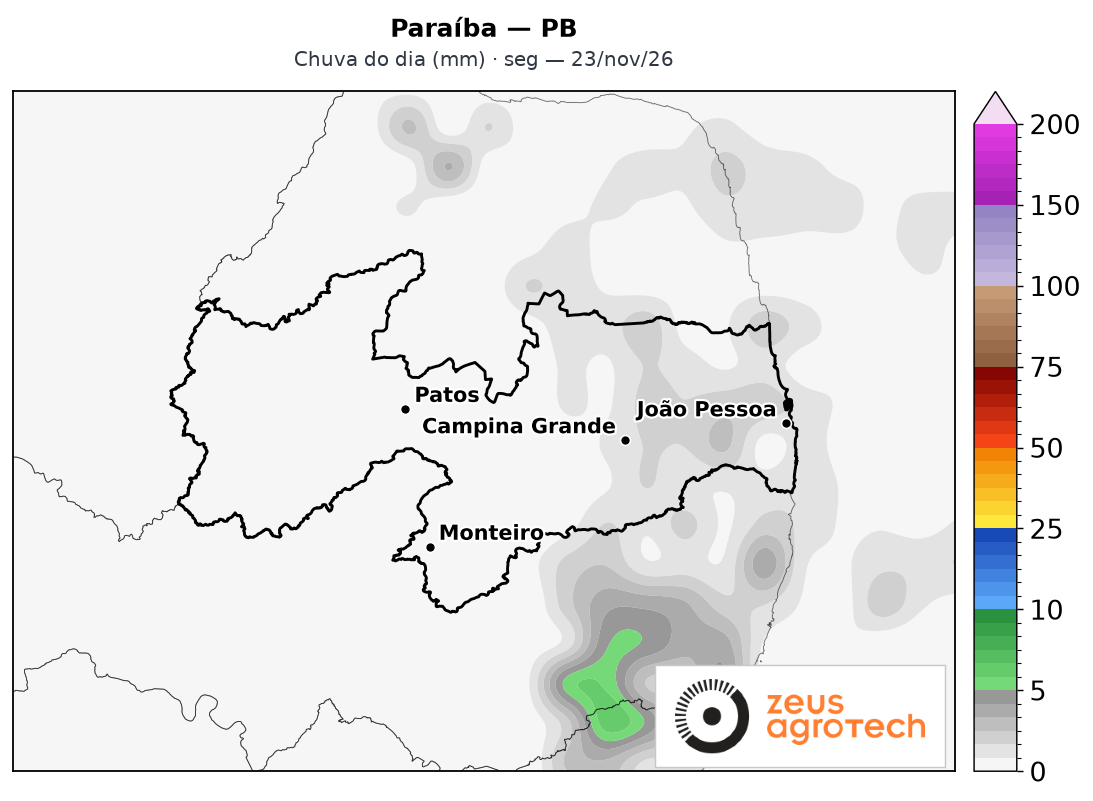 Paraíba — PB
Chuva do dia (mm) · seg — 23/nov/26
200
150
100
75
50
25
10
5
0
Patos
Campina Grande
João Pessoa
Monteiro
zeus
agrotech